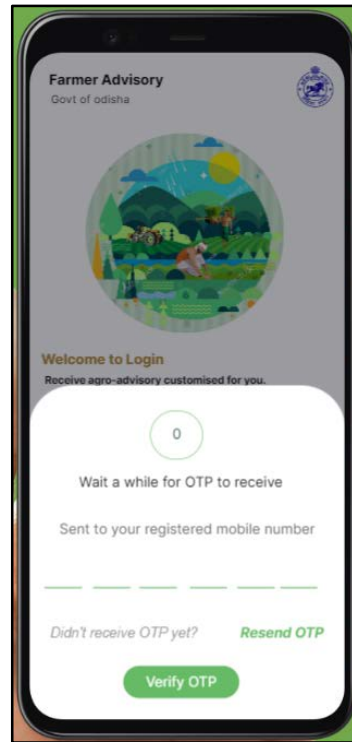 Farmer Advisory
Govt of odisha
Welcome to Login
Receive agro-advisory customised for you.
0
Wait a while for OTP to receive
Sent to your registered mobile number
Didn't receive OTP yet? Resend OTP
Verify OTP